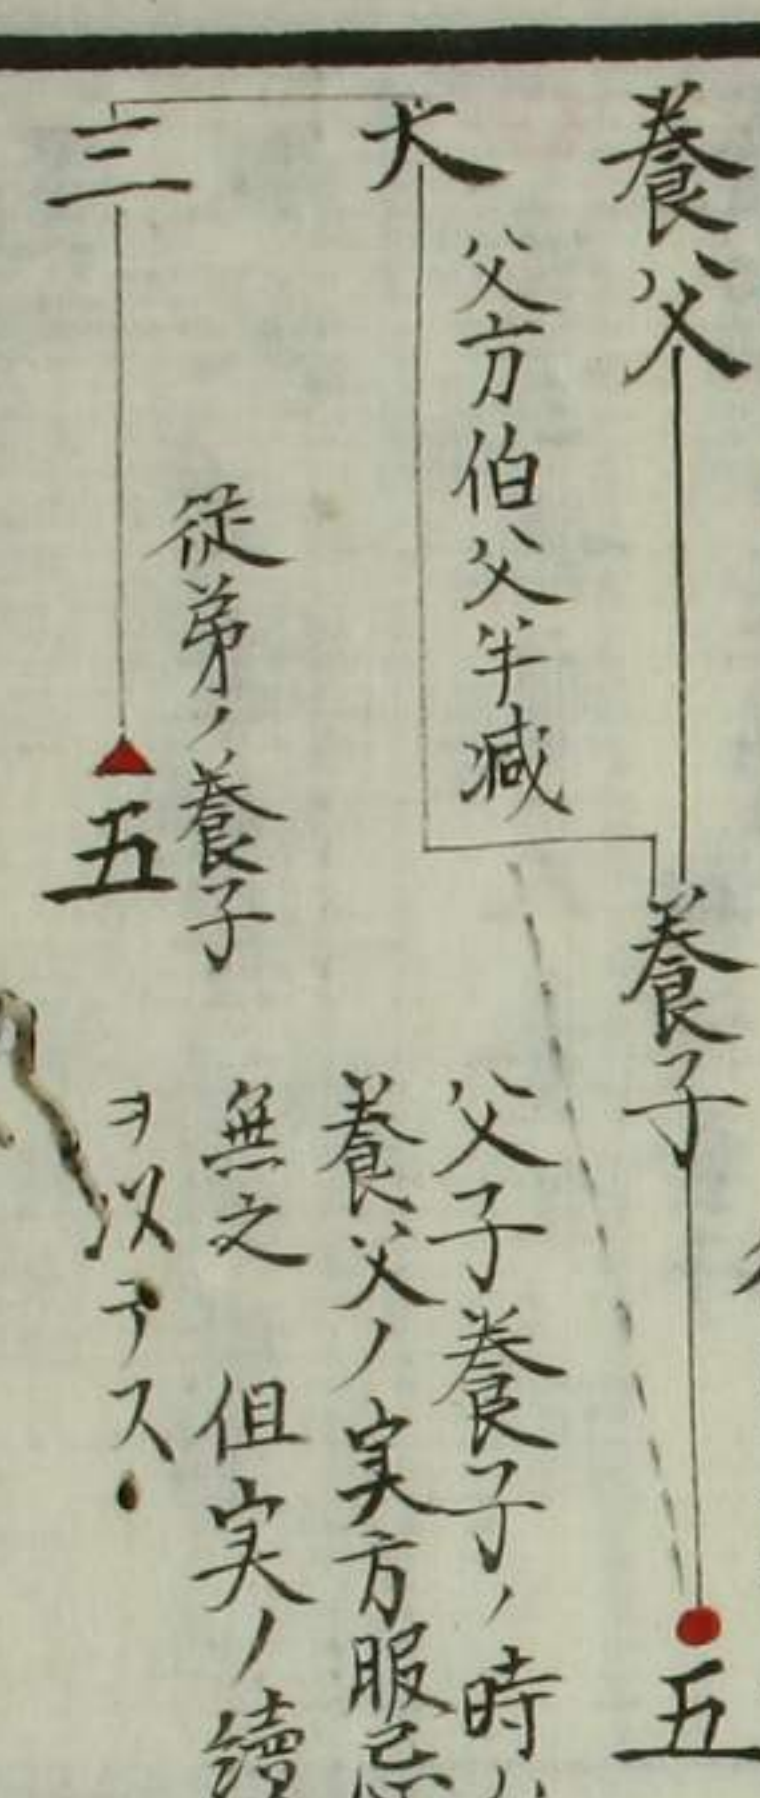 養父
養子
五
父方伯父半減
大
父子養子ノ時
養父ノ実方服忌
従弟ノ養子
無之 但実ノ續
三
五
ヲ以テス